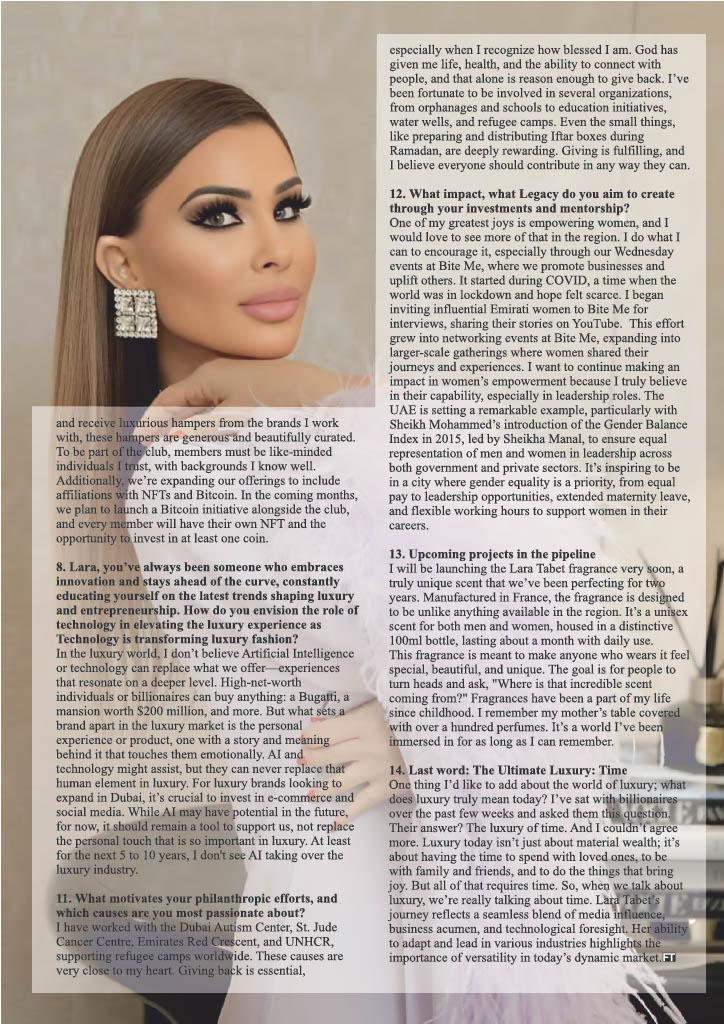 and receive luxurious hampers from the brands I work
with, these hampers are generous and beautifully curated.
To be part of the club, members must be like-minded
individuals I trust, with backgrounds I know well.
Additionally, we're expanding our offerings to include
affiliations with NFTs and Bitcoin. In the coming months,
we plan to launch a Bitcoin initiative alongside the club,
and every member will have their own NFT and the
opportunity to invest in at least one coin.
8. Lara, you've always been someone who embraces
innovation and stays ahead of the curve, constantly
educating yourself on the latest trends shaping luxury
and entrepreneurship. How do you envision the role of
technology in elevating the luxury experience as
Technology is transforming luxury fashion?
In the luxury world, I don't believe Artificial Intelligence
or technology can replace what we offer—experiences
that resonate on a deeper level. High-net-worth
individuals or billionaires can buy anything: a Bugatti, a
mansion worth $200 million, and more. But what sets a
brand apart in the luxury market is the personal
experience or product, one with a story and meaning
behind it that touches them emotionally. AI and
technology might assist, but they can never replace that
human element in luxury. For luxury brands looking to
expand in Dubai, it's crucial to invest in e-commerce and
social media. While AI may have potential in the future,
for now, it should remain a tool to support us, not replace
the personal touch that is so important in luxury. At least
for the next 5 to 10 years, I don't see AI taking over the
luxury industry.
11. What motivates your philanthropic efforts, and
which causes are you most passionate about?
I have worked with the Dubai Autism Center, St. Jude
Cancer Centre, Emirates Red Crescent, and UNHCR,
supporting refugee camps worldwide. These causes are
very close to my heart. Giving back is essential,
especially when I recognize how blessed I am. God has
given me life, health, and the ability to connect with
people, and that alone is reason enough to give back. I've
been fortunate to be involved in several organizations,
from orphanages and schools to education initiatives,
water wells, and refugee camps. Even the small things,
like preparing and distributing Iftar boxes during
Ramadan, are deeply rewarding. Giving is fulfilling, and
I believe everyone should contribute in any way they can.
12. What impact, what Legacy do you aim to create
through your investments and mentorship?
One of my greatest joys is empowering women, and I
would love to see more of that in the region. I do what I
can to encourage it, especially through our Wednesday
events at Bite Me, where we promote businesses and
uplift others. It started during COVID, a time when the
world was in lockdown and hope felt scarce. I began
inviting influential Emirati women to Bite Me for
interviews, sharing their stories on YouTube. This effort
grew into networking events at Bite Me, expanding into
larger-scale gatherings where women shared their
journeys and experiences. I want to continue making an
impact in women's empowerment because I truly believe
in their capability, especially in leadership roles. The
UAE is setting a remarkable example, particularly with
Sheikh Mohammed's introduction of the Gender Balance
Index in 2015, led by Sheikha Manal, to ensure equal
representation of men and women in leadership across
both government and private sectors. It's inspiring to be
in a city where gender equality is a priority, from equal
pay to leadership opportunities, extended maternity leave,
and flexible working hours to support women in their
careers.
13. Upcoming projects in the pipeline
I will be launching the Lara Tabet fragrance very soon, a
truly unique scent that we've been perfecting for two
years. Manufactured in France, the fragrance is designed
to be unlike anything available in the region. It's a unisex
scent for both men and women, housed in a distinctive
100ml bottle, lasting about a month with daily use.
This fragrance is meant to make anyone who wears it feel
special, beautiful, and unique. The goal is for people to
turn heads and ask, "Where is that incredible scent
coming from?" Fragrances have been a part of my life
since childhood. I remember my mother's table covered
with over a hundred perfumes. It's a world I've been
immersed in for as long as I can remember.
14. Last word: The Ultimate Luxury: Time
One thing I'd like to add about the world of luxury; what
does luxury truly mean today? I've sat with billionaires
over the past few weeks and asked them this question.
Their answer? The luxury of time. And I couldn't agree
more. Luxury today isn't just about material wealth; it's
about having the time to spend with loved ones, to be
with family and friends, and to do the things that bring
joy. But all of that requires time. So, when we talk about
luxury, we're really talking about time. Lara Tabet's
journey reflects a seamless blend of media influence,
business acumen, and technological foresight. Her ability
to adapt and lead in various industries highlights the
importance of versatility in today's dynamic market. FT